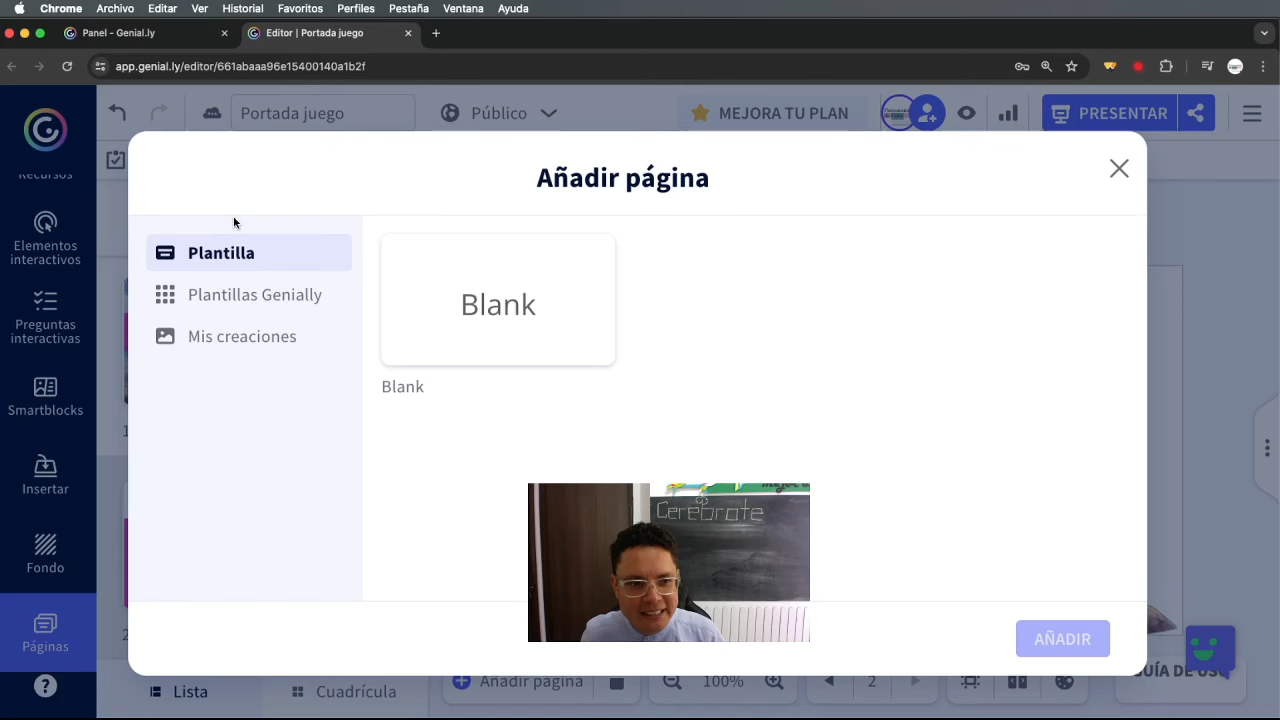 Chrome Archivo Editar Ver Historial Favoritos Perfiles Pestaña Ventana Ayuda
Panel - Genial.ly
Editor | Portada juego
app.genial.ly/editor/661abaaa96e15400140a1b2f
Portada juego
Público
MEJORA TU PLAN
PRESENTAR
Recursos
Elementos
interactivos
Preguntas
interactivas
Smartblocks
Insertar
Fondo
Páginas
Añadir página
Plantilla
Plantillas Genially
Mis creaciones
Blank
Blank
Cerebrote
AÑADIR
Lista
Cuadrícula
Añadir página
100%
2
GUÍA DE USO